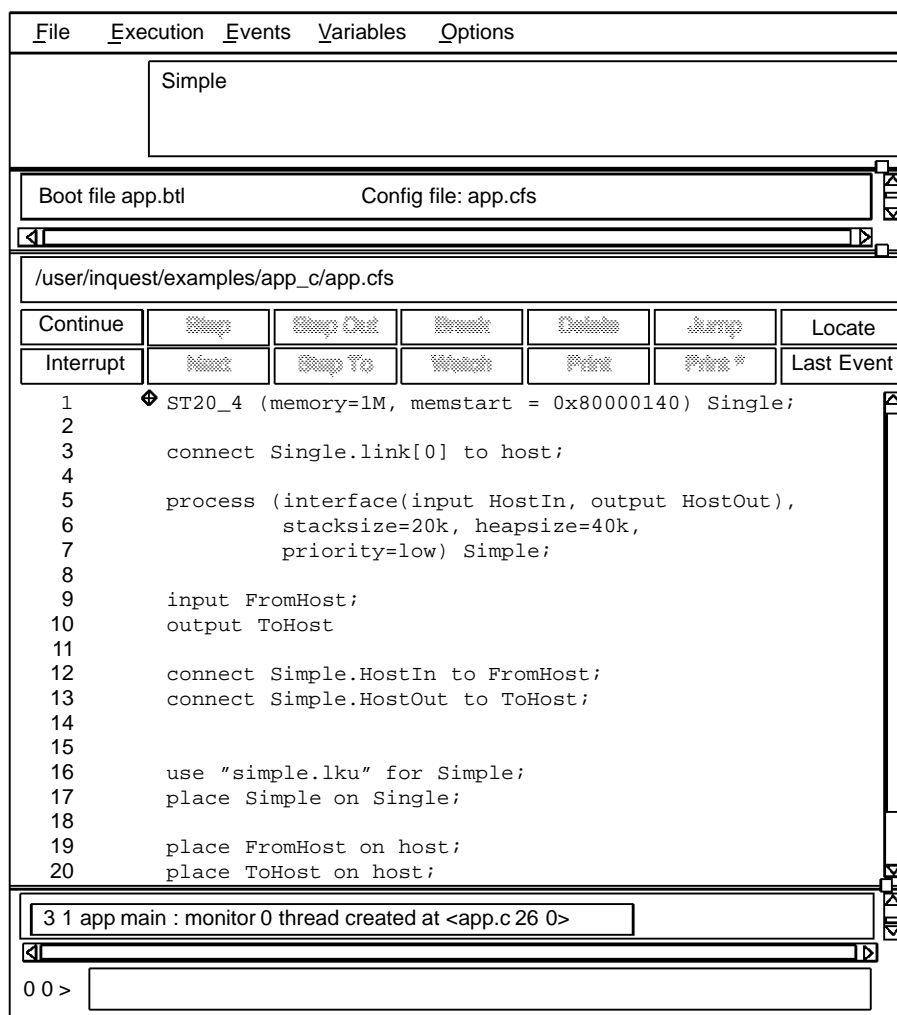 File Execution Events Variables Options
Simple
Boot file app.btl Config file: app.cfs
/user/inquest/examples/app_c/app.cfs
Continue Step Step Out Break Delete Jump Locate
Interrupt Next Step To Watch Print Print * Last Event
1 ST20_4 (memory=1M, memstart = 0x80000140) Single;
2
3 connect Single.link[0] to host;
4
5 process (interface(input HostIn, output HostOut),
6 stacksize=20k, heapsize=40k,
7 priority=low) Simple;
8
9 input FromHost;
10 output ToHost
11
12 connect Simple.HostIn to FromHost;
13 connect Simple.HostOut to ToHost;
14
15
16 use ″simple.lku″ for Simple;
17 place Simple on Single;
18
19 place FromHost on host;
20 place ToHost on host;
3 1 app main : monitor 0 thread created at <app.c 26 0>
0 0 >